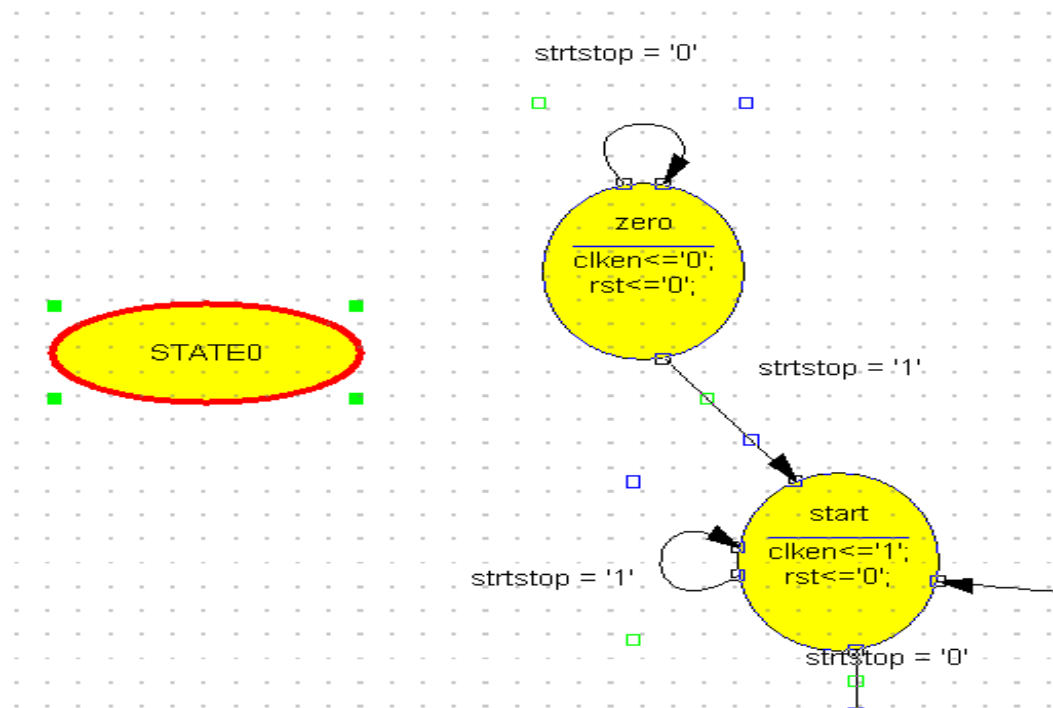 strtstop = '0'
zero
clken<='0';
rst<='0';
STATE0
strtstop = '1'
start
clken<='1';
rst<='0';
strtstop = '1'
strtstop = '0'